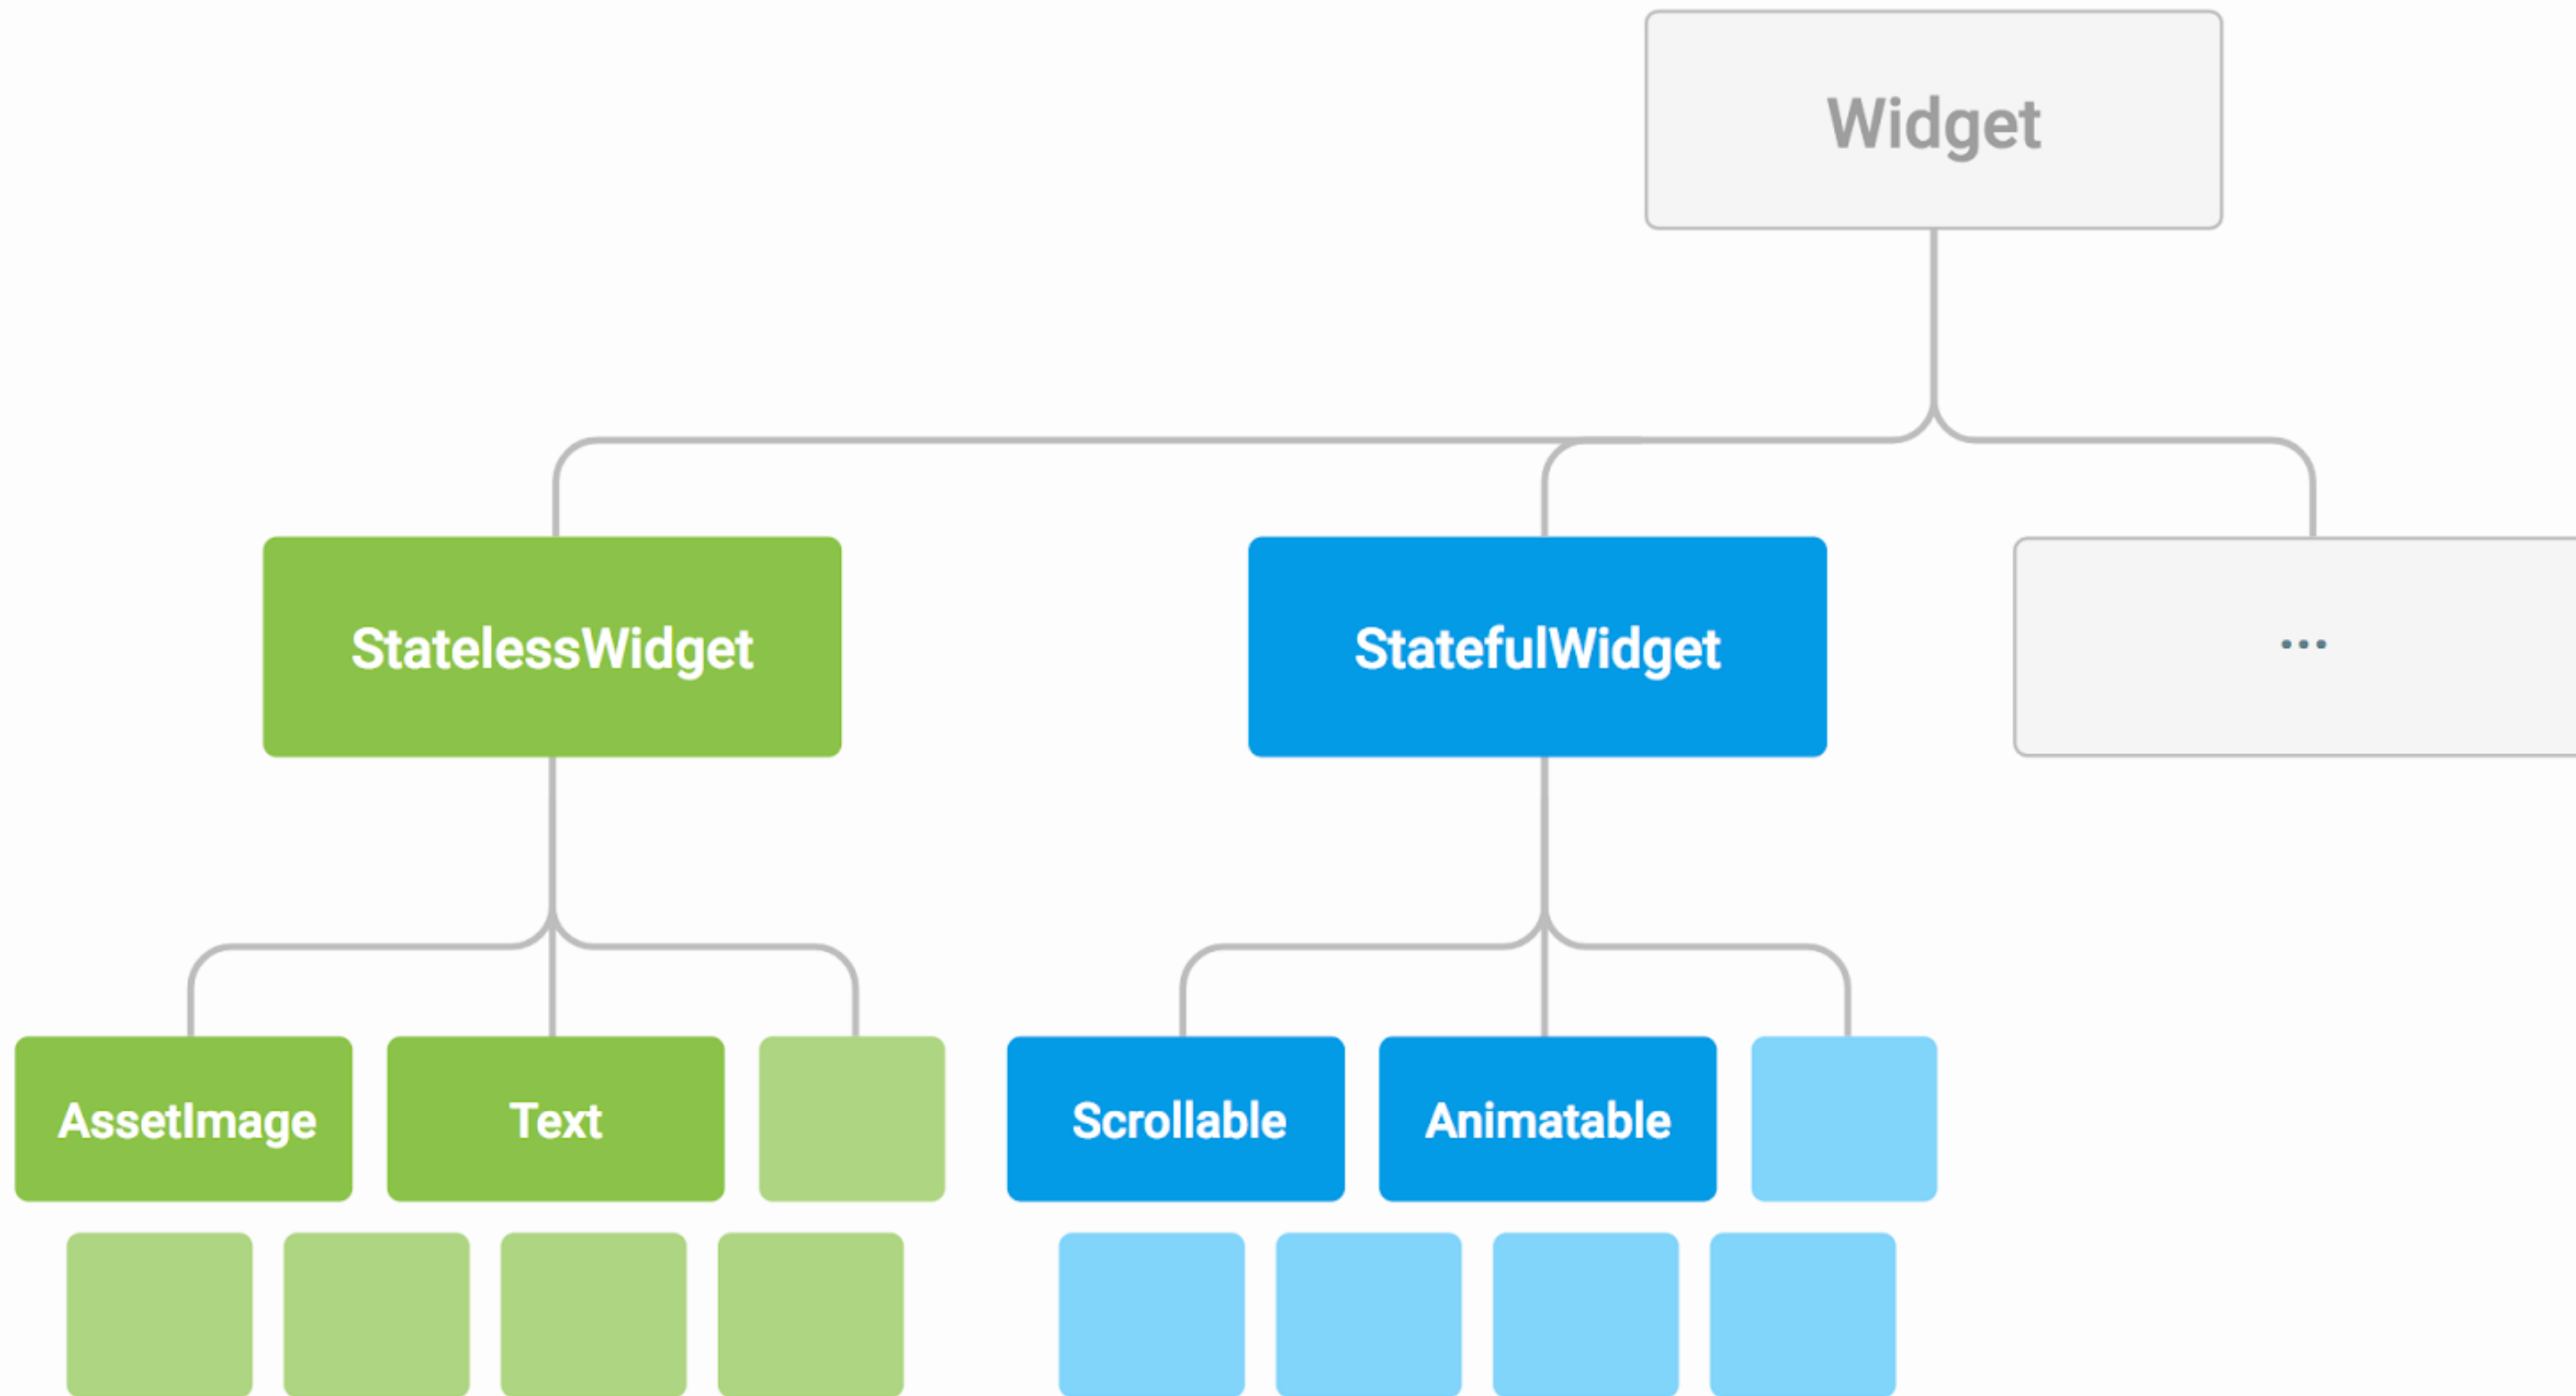 Widget
StatelessWidget
StatefulWidget
...
AssetImage
Text
Scrollable
Animatable